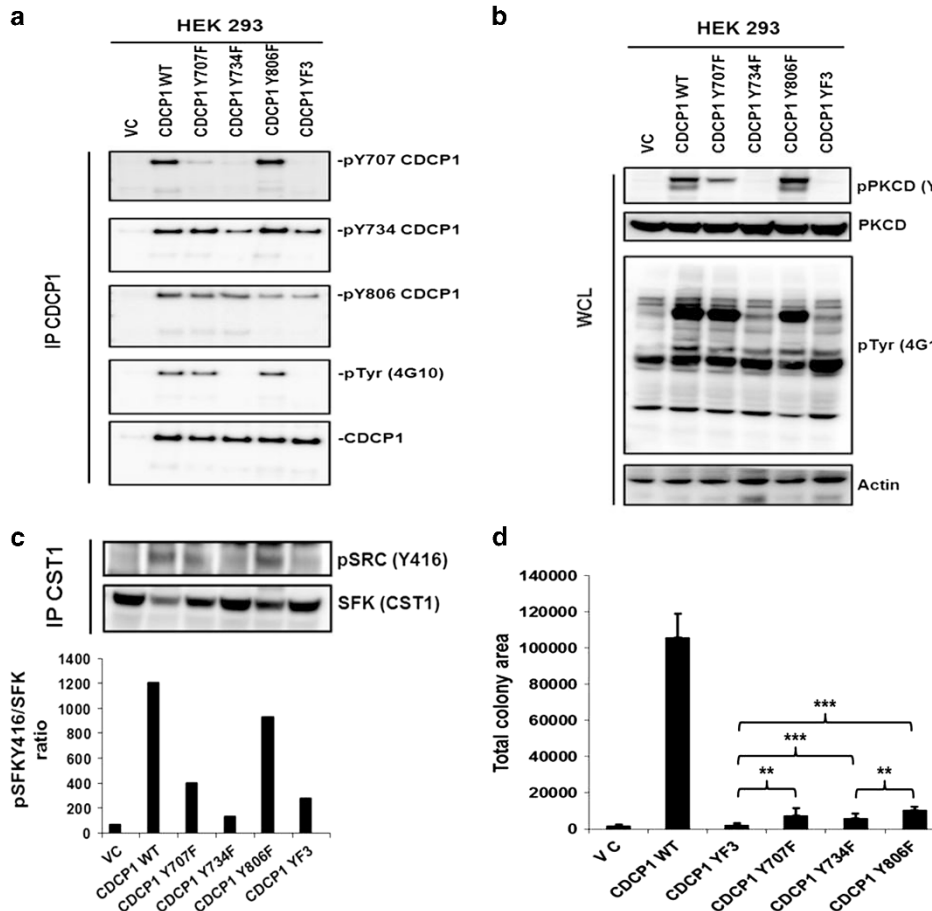 a
HEK 293
VC
CDCP1 WT
CDCP1 Y707F
CDCP1 Y734F
CDCP1 Y806F
CDCP1 YF3
IP CDCP1
-pY707 CDCP1
-pY734 CDCP1
-pY806 CDCP1
-pTyr (4G10)
-CDCP1
b
HEK 293
VC
CDCP1 WT
CDCP1 Y707F
CDCP1 Y734F
CDCP1 Y806F
CDCP1 YF3
WCL
pPKCD (Y
PKCD
pTyr (4G1
Actin
c
IP CST1
pSRC (Y416)
SFK (CST1)
pSFKY416/SFK
ratio
1400
1200
1000
800
600
400
200
0
VC
CDCP1 WT
CDCP1 Y707F
CDCP1 Y734F
CDCP1 Y806F
CDCP1 YF3
d
Total colony area
140000
120000
100000
80000
60000
40000
20000
0
***
***
**
**
V C
CDCP1 WT
CDCP1 YF3
CDCP1 Y707F
CDCP1 Y734F
CDCP1 Y806F